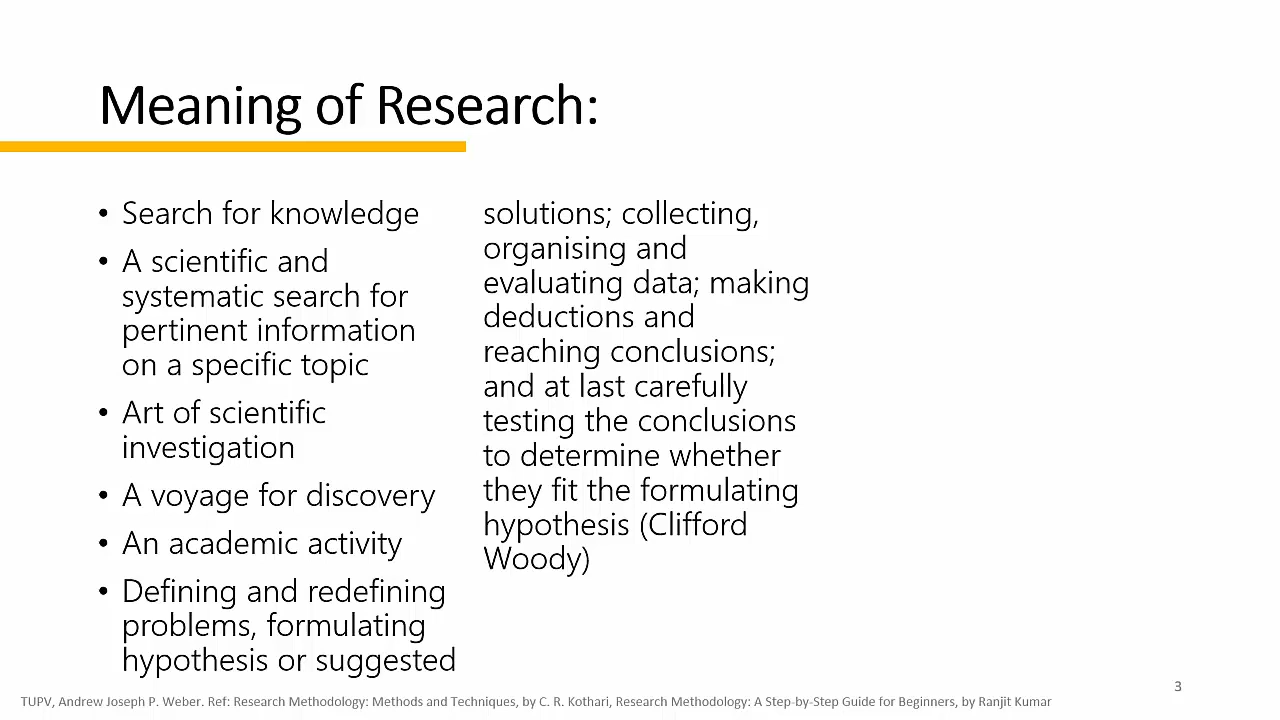 Meaning of Research:
• Search for knowledge
• A scientific and
systematic search for
pertinent information
on a specific topic
• Art of scientific
investigation
• A voyage for discovery
• An academic activity
• Defining and redefining
problems, formulating
hypothesis or suggested
solutions; collecting,
organising and
evaluating data; making
deductions and
reaching conclusions;
and at last carefully
testing the conclusions
to determine whether
they fit the formulating
hypothesis (Clifford
Woody)
3
TUPV, Andrew Joseph P. Weber. Ref: Research Methodology: Methods and Techniques, by C. R. Kothari, Research Methodology: A Step-by-Step Guide for Beginners, by Ranjit Kumar